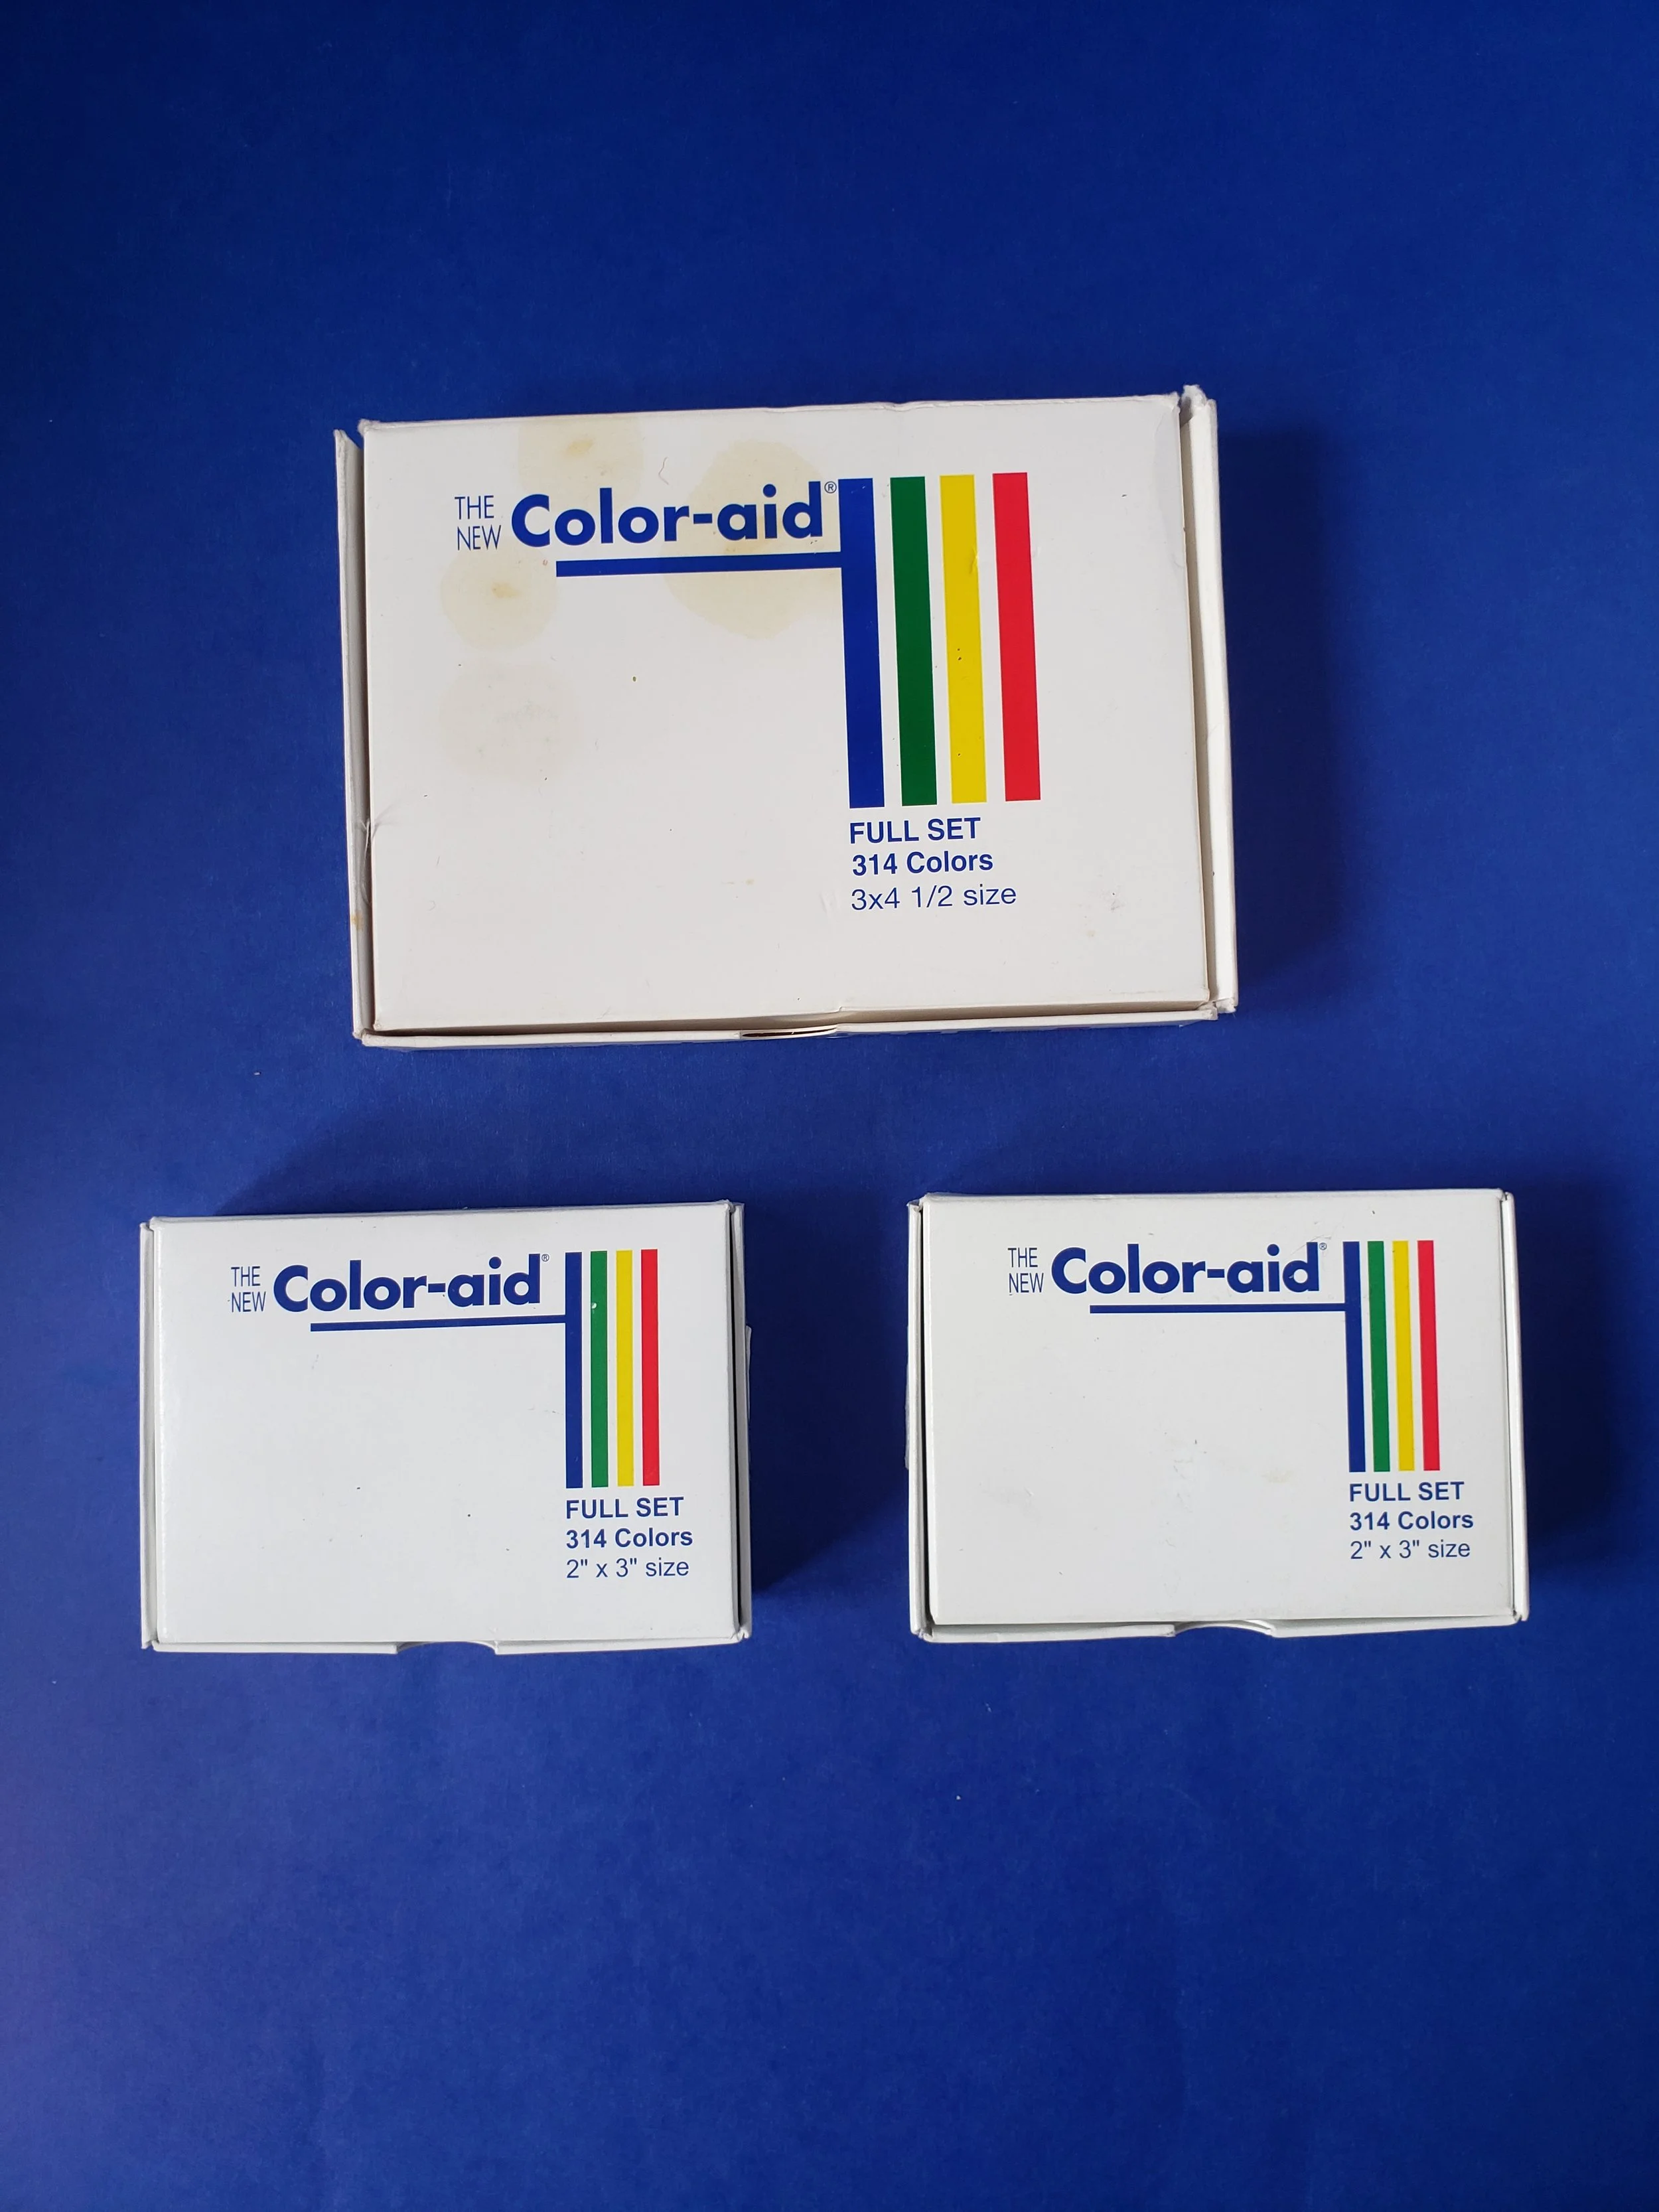 THE
NEW Color-aid®
FULL SET
314 Colors
3x4 1/2 size
THE
NEW Color-aid®
FULL SET
314 Colors
2" x 3" size
THE
NEW Color-aid®
FULL SET
314 Colors
2" x 3" size